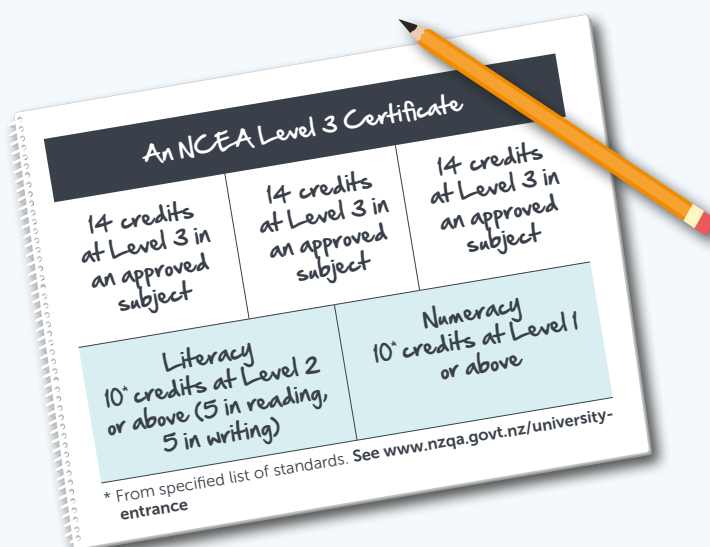 An NCEA Level 3 Certificate
14 credits
at Level 3 in
an approved
subject
14 credits
at Level 3 in
an approved
subject
14 credits
at Level 3 in
an approved
subject
Literacy
10* credits at Level 2
or above (5 in reading,
5 in writing)
Numeracy
10* credits at Level 1
or above
* From specified list of standards. See www.nzqa.govt.nz/university-
entrance